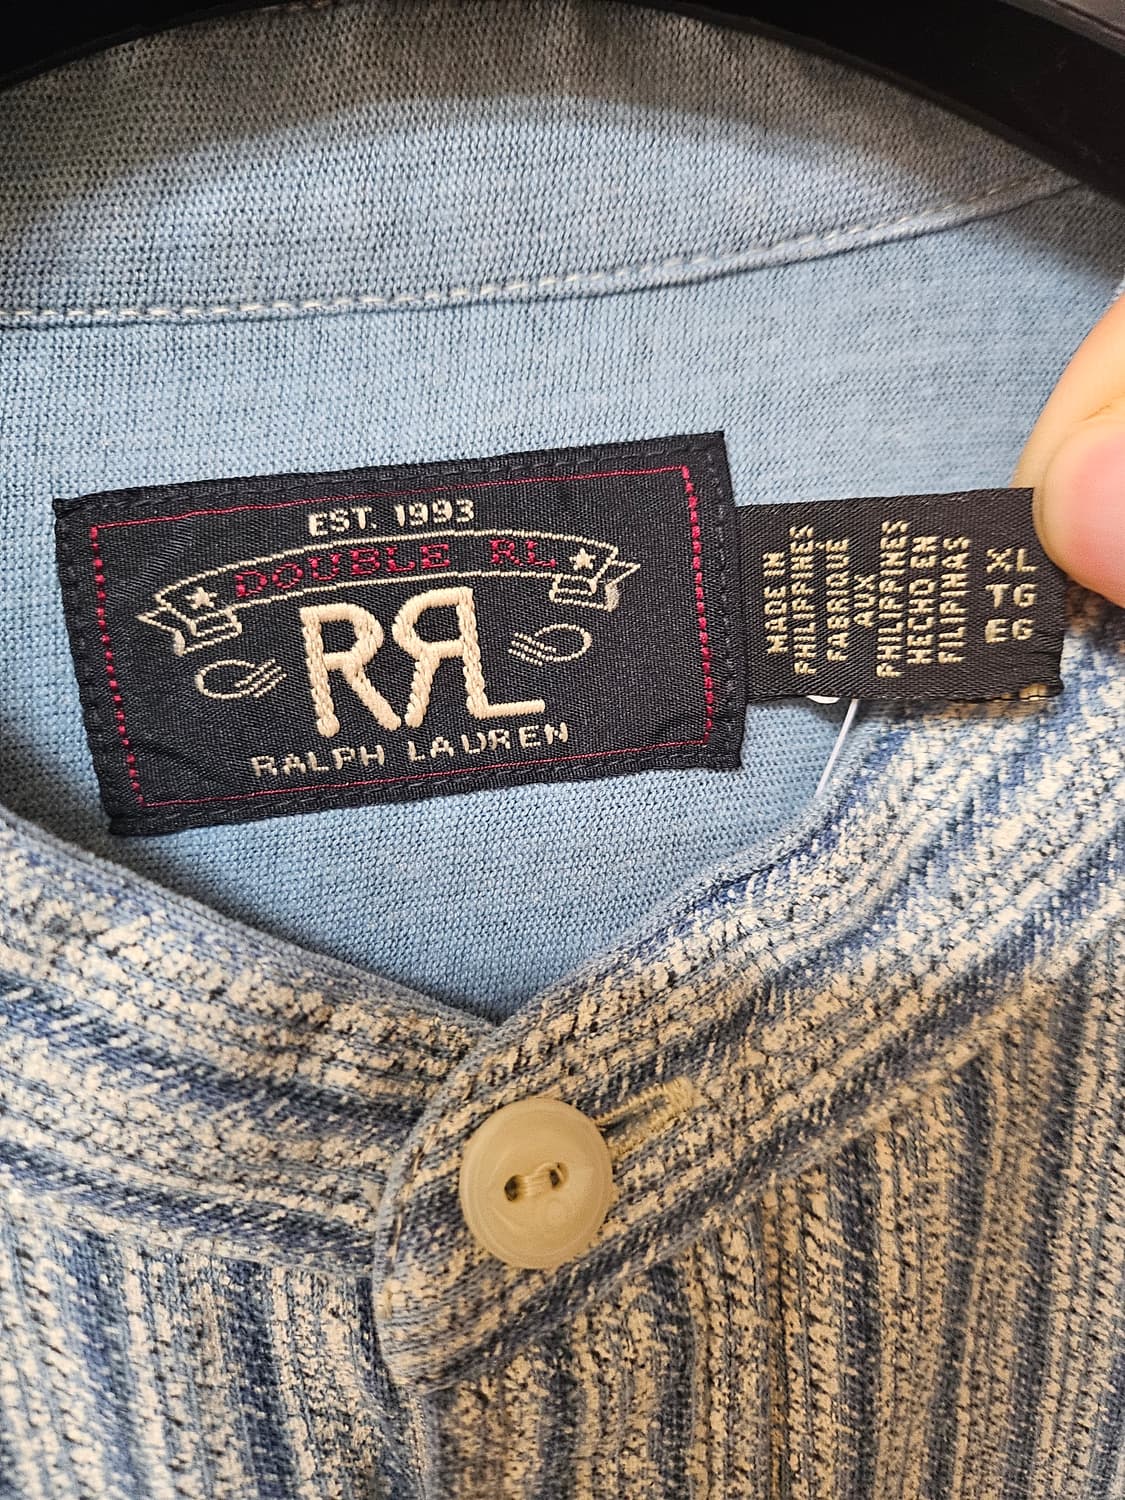 EST. 1993
DOUBLE RL
RRL
RALPH LAUREN
MADE IN
PHILIPPINES
FABRIQUÉ
AUX
PHILIPPINES
HECHO EN
FILIPINAS
XL
TG
EG